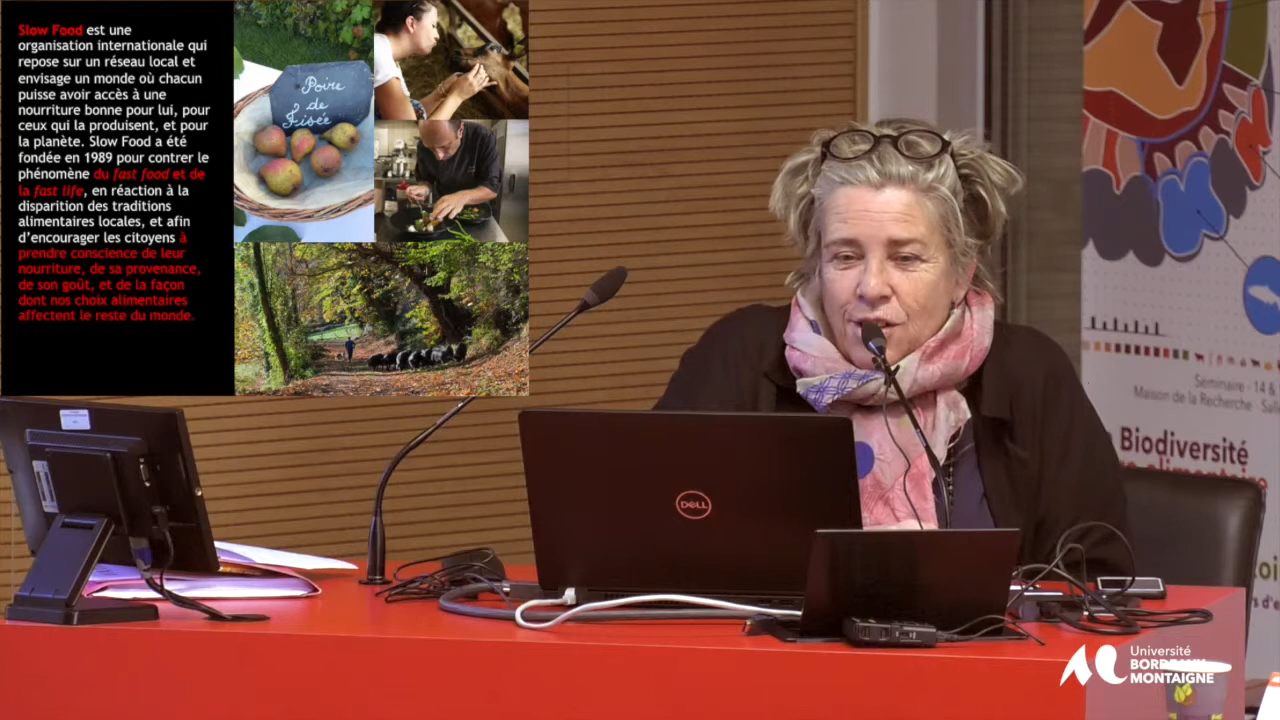 Slow Food est une
organisation internationale qui
repose sur un réseau local et
envisage un monde où chacun
puisse avoir accès à une
nourriture bonne pour lui, pour
ceux qui la produisent, et pour
la planète. Slow Food a été
fondée en 1989 pour contrer le
phénomène du fast food et de
la fast life, en réaction à la
disparition des traditions
alimentaires locales, et afin
d'encourager les citoyens à
prendre conscience de leur
nourriture, de sa provenance,
de son goût, et de la façon
dont nos choix alimentaires
affectent le reste du monde.
Poire
de
Fisée
DELL
Séminaire - 14 &
Maison de la Recherche
Biodiversité
alimentaire
Université
BORDEAUX
MONTAIGNE